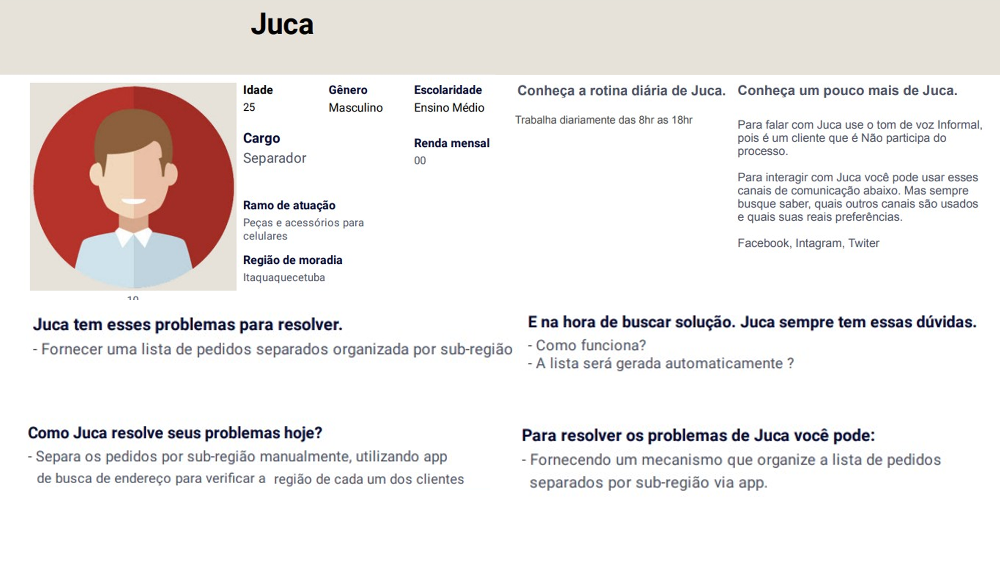 Juca
Idade
25
Gênero
Masculino
Escolaridade
Ensino Médio
Cargo
Separador
Renda mensal
00
Ramo de atuação
Peças e acessórios para
celulares
Região de moradia
Itaquaquecetuba
Conheça a rotina diária de Juca.
Trabalha diariamente das 8hr as 18hr
Conheça um pouco mais de Juca.
Para falar com Juca use o tom de voz Informal,
pois é um cliente que é Não participa do
processo.
Para interagir com Juca você pode usar esses
canais de comunicação abaixo. Mas sempre
busque saber, quais outros canais são usados
e quais suas reais preferências.
Facebook, Intagram, Twiter
Juca tem esses problemas para resolver.
- Fornecer uma lista de pedidos separados organizada por sub-região
E na hora de buscar solução. Juca sempre tem essas dúvidas.
- Como funciona?
- A lista será gerada automaticamente ?
Como Juca resolve seus problemas hoje?
- Separa os pedidos por sub-região manualmente, utilizando app
de busca de endereço para verificar a região de cada um dos clientes
Para resolver os problemas de Juca você pode:
- Fornecendo um mecanismo que organize a lista de pedidos
separados por sub-região via app.